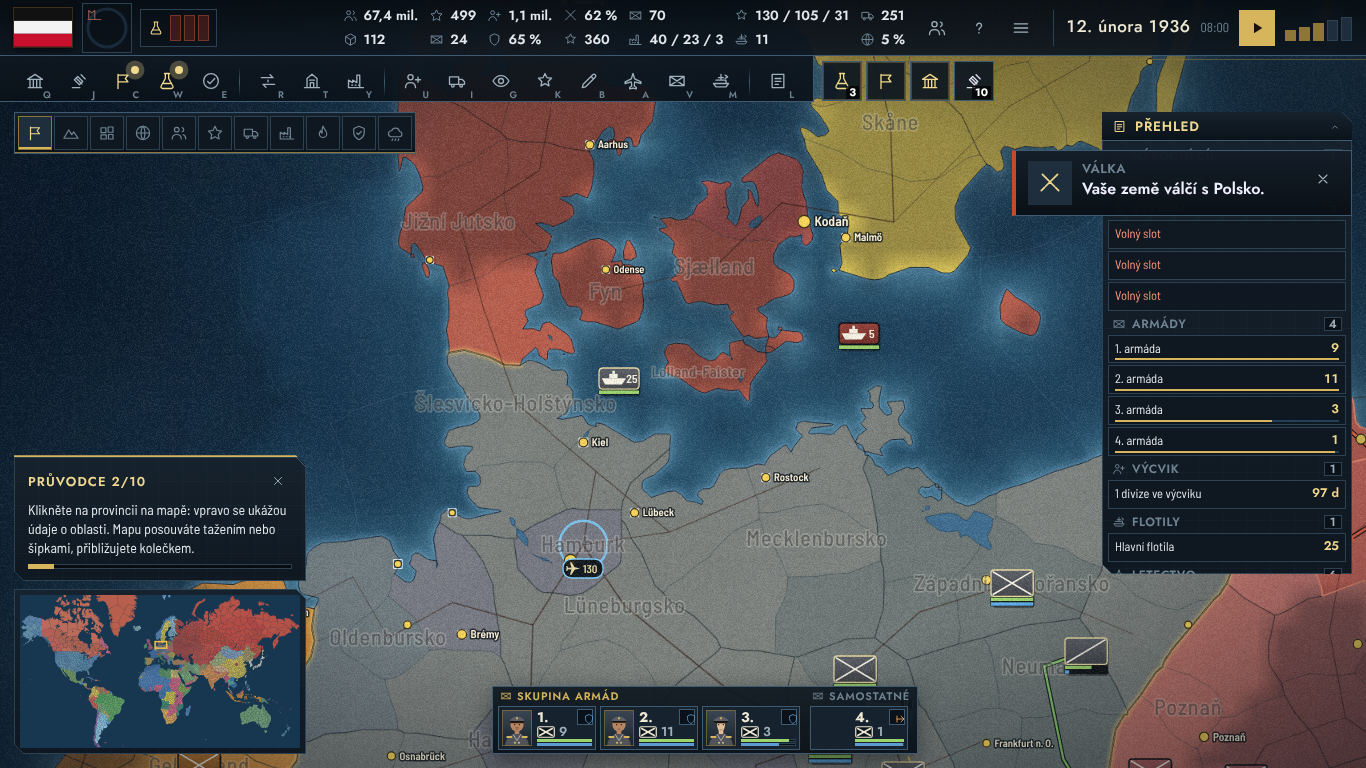 67,4 mil.
499
1,1 mil.
62 %
70
130 / 105 / 31
251
112
24
65 %
360
40 / 23 / 3
11
5 %
?
12. února 1936
08:00
Q
J
C
W
E
R
T
Y
U
I
G
K
B
A
V
M
L
3
10
PŘEHLED
VÁLKA
Vaše země válčí s Polsko.
Volný slot
Volný slot
Volný slot
ARMÁDY
4
1. armáda
9
2. armáda
11
3. armáda
3
4. armáda
1
VÝCVIK
1
1 divize ve výcviku
97 d
FLOTILY
1
Hlavní flotila
25
Skåne
Aarhus
Jižní Jutsko
Kodaň
Malmö
Odense
Sjælland
Fyn
5
25
Lolland-Falster
Šlesvicko-Holštýnsko
Kiel
Rostock
Lübeck
Hamburk
130
Mecklenbursko
Lüneburgsko
Oldenbursko
Brémy
Osnabrück
Frankfurt n. O.
Poznaň
Poznaň
PRŮVODCE 2/10
Klikněte na provincii na mapě: vpravo se ukážou
údaje o oblasti. Mapu posouváte tažením nebo
šipkami, přibližujete kolečkem.
SKUPINA ARMÁD
SAMOSTATNÉ
1.
9
2.
11
3.
3
4.
1